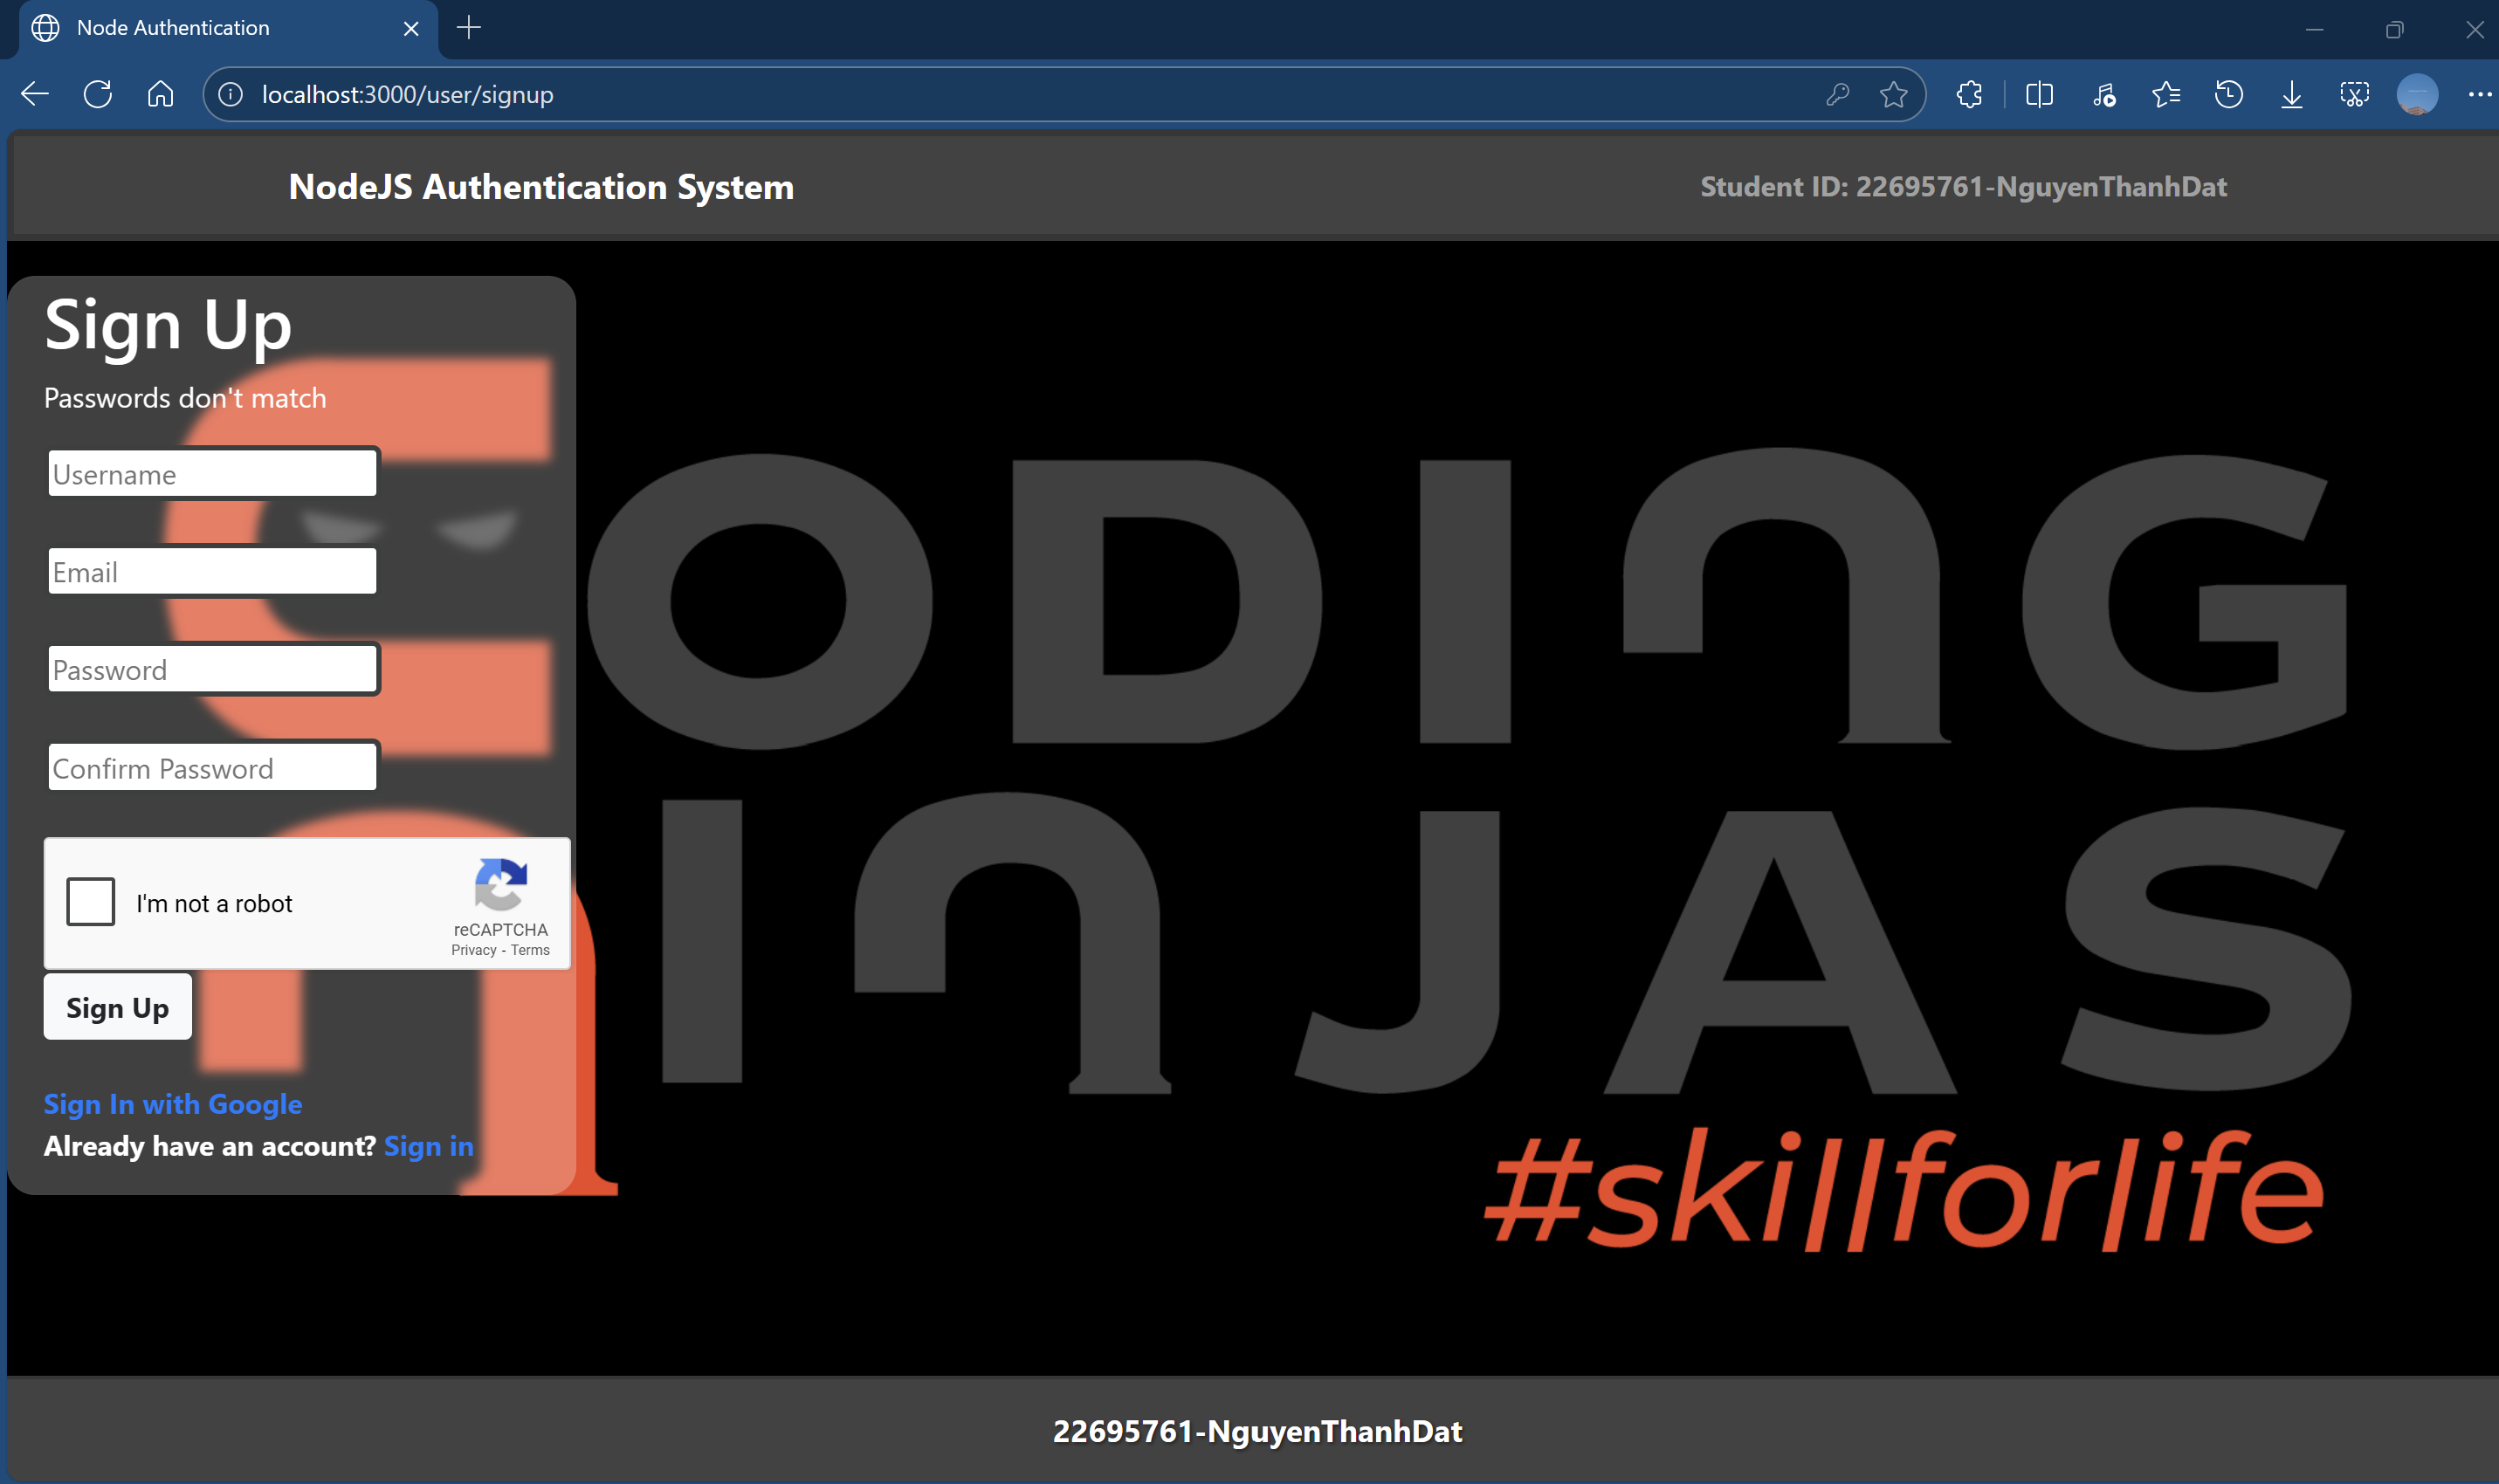 Node Authentication
localhost:3000/user/signup
NodeJS Authentication System
Student ID: 22695761-NguyenThanhDat
Sign Up
Passwords don't match
Username
Email
Password
Confirm Password
I'm not a robot
reCAPTCHA
Privacy - Terms
Sign Up
Sign In with Google
Already have an account? Sign in
CODING
NINJAS
#skillforlife
22695761-NguyenThanhDat